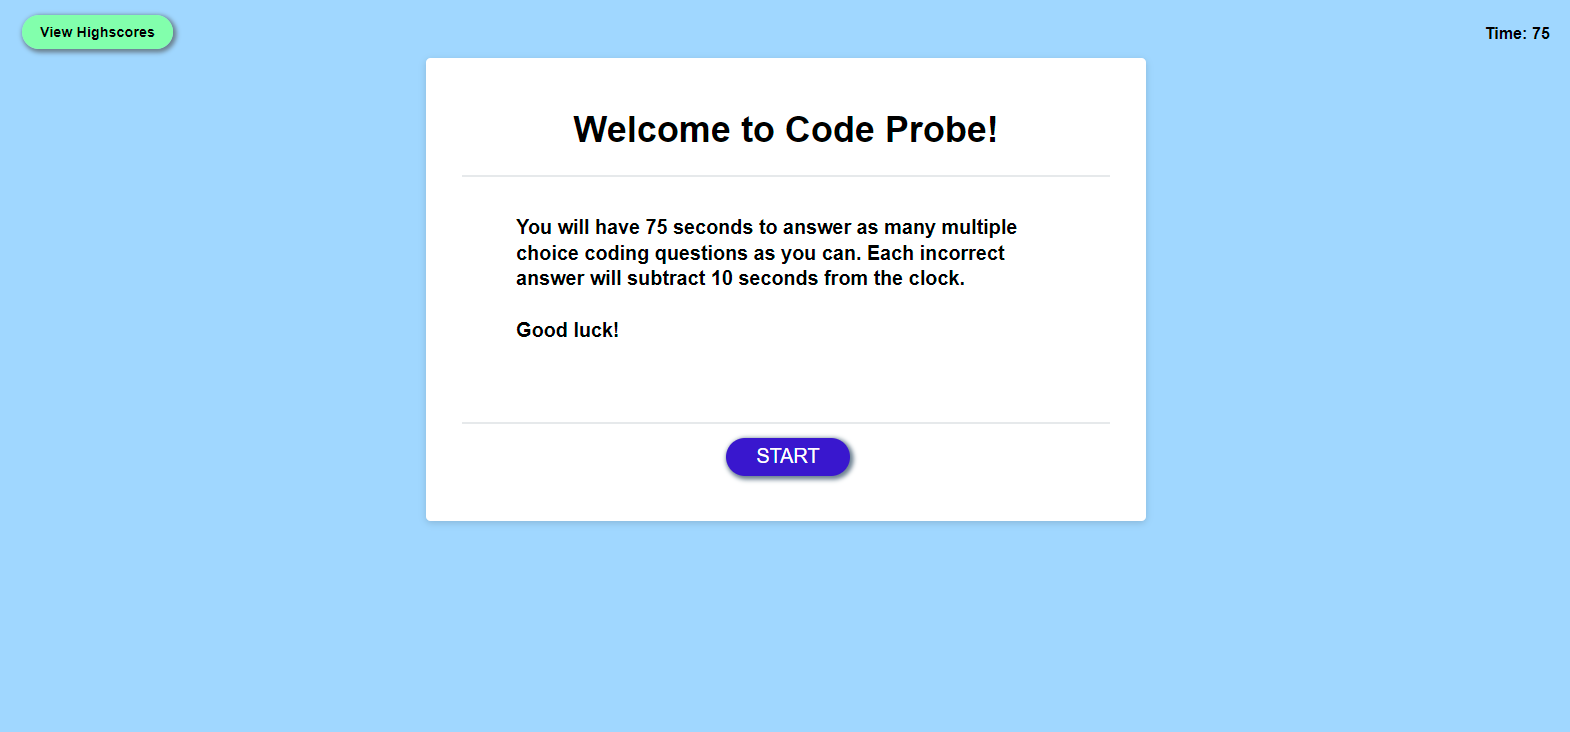 View Highscores
Time: 75
Welcome to Code Probe!
You will have 75 seconds to answer as many multiple
choice coding questions as you can. Each incorrect
answer will subtract 10 seconds from the clock.
Good luck!
START